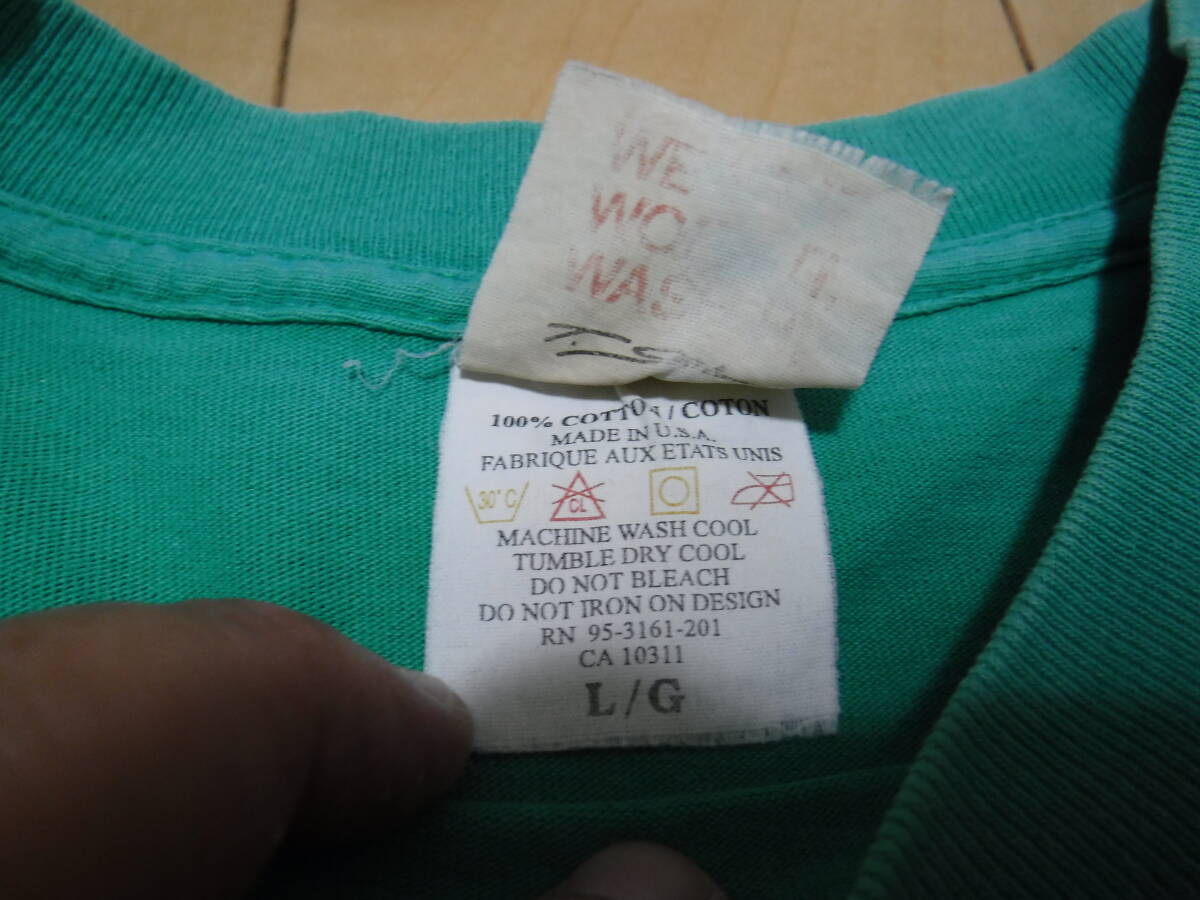 WE
100% COTTON / COTON
MADE IN U.S.A.
FABRIQUE AUX ETATS UNIS
30°C
CL
MACHINE WASH COOL
TUMBLE DRY COOL
DO NOT BLEACH
DO NOT IRON ON DESIGN
RN 95-3161-201
CA 10311
L/G